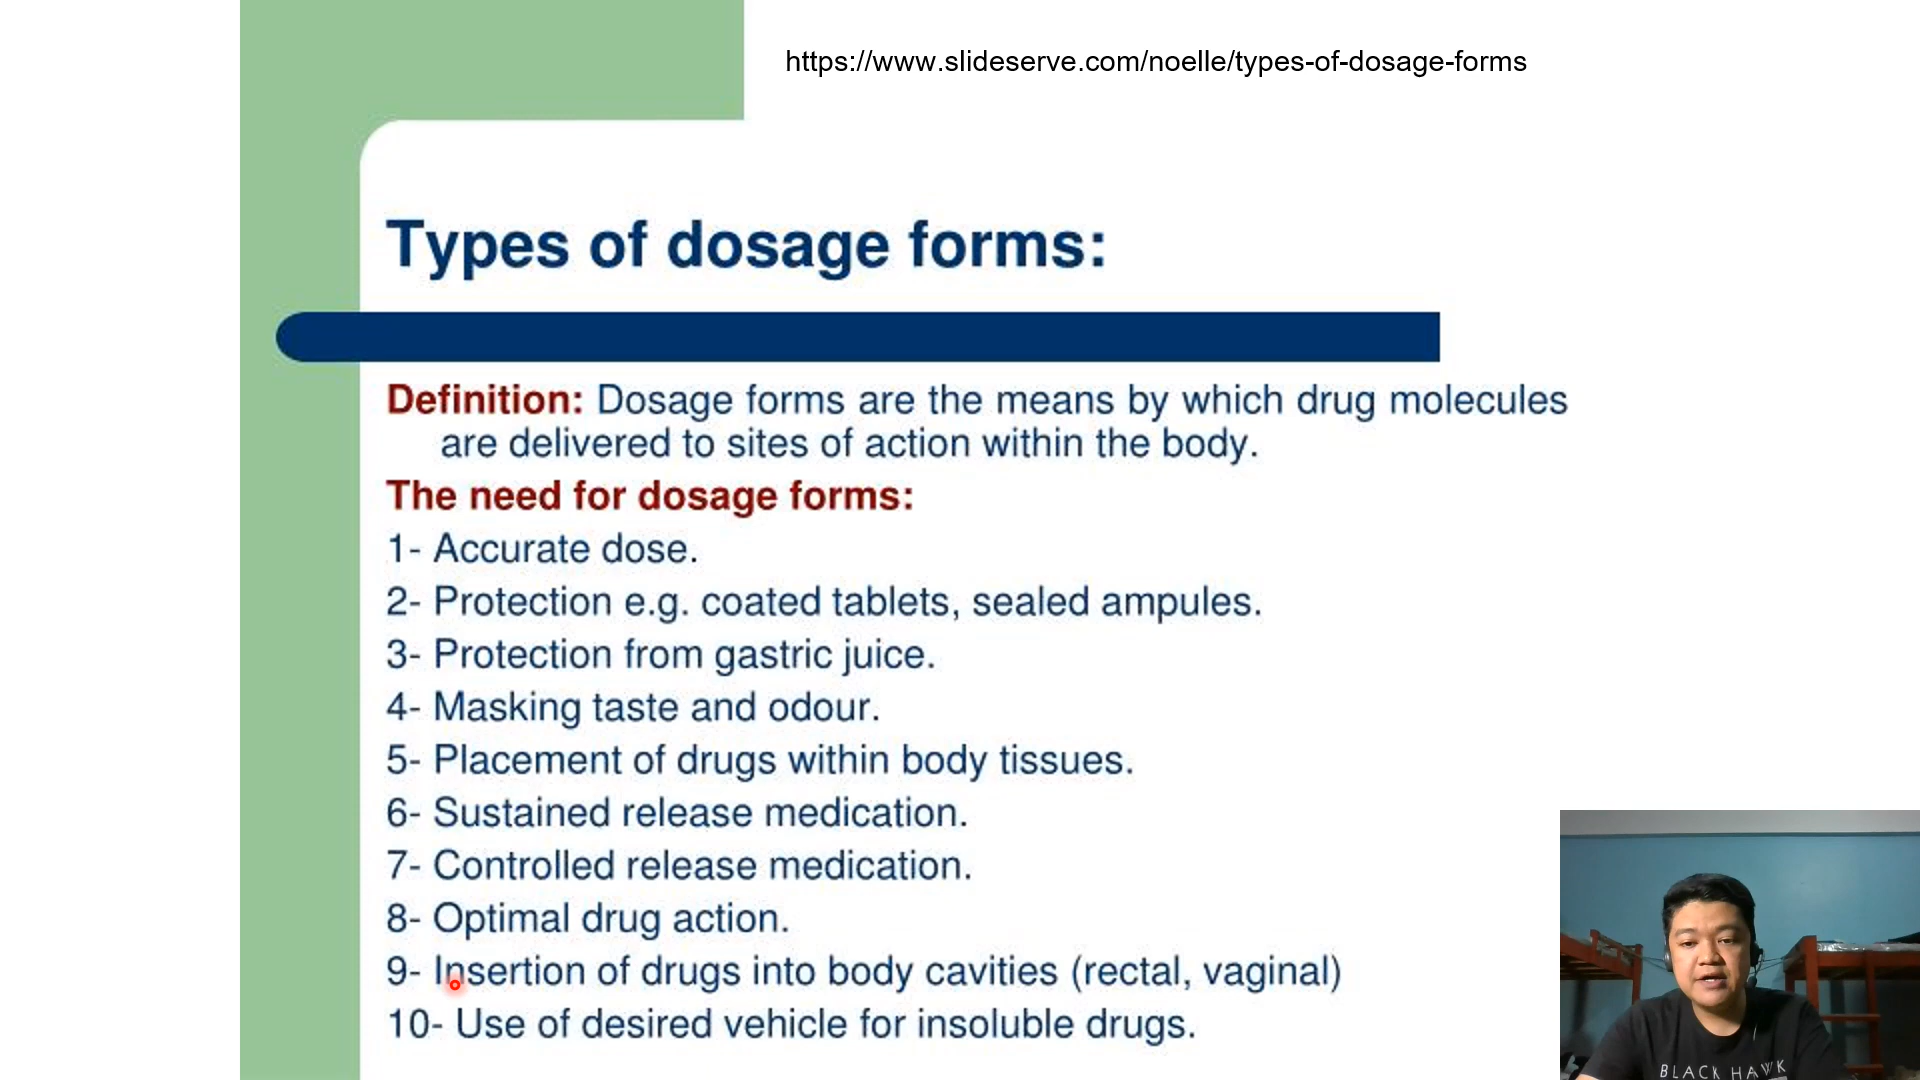 https://www.slideserve.com/noelle/types-of-dosage-forms
Types of dosage forms:
Definition: Dosage forms are the means by which drug molecules
are delivered to sites of action within the body.
The need for dosage forms:
1- Accurate dose.
2- Protection e.g. coated tablets, sealed ampules.
3- Protection from gastric juice.
4- Masking taste and odour.
5- Placement of drugs within body tissues.
6- Sustained release medication.
7- Controlled release medication.
8- Optimal drug action.
9- Insertion of drugs into body cavities (rectal, vaginal)
10- Use of desired vehicle for insoluble drugs.
BLACK HAWK